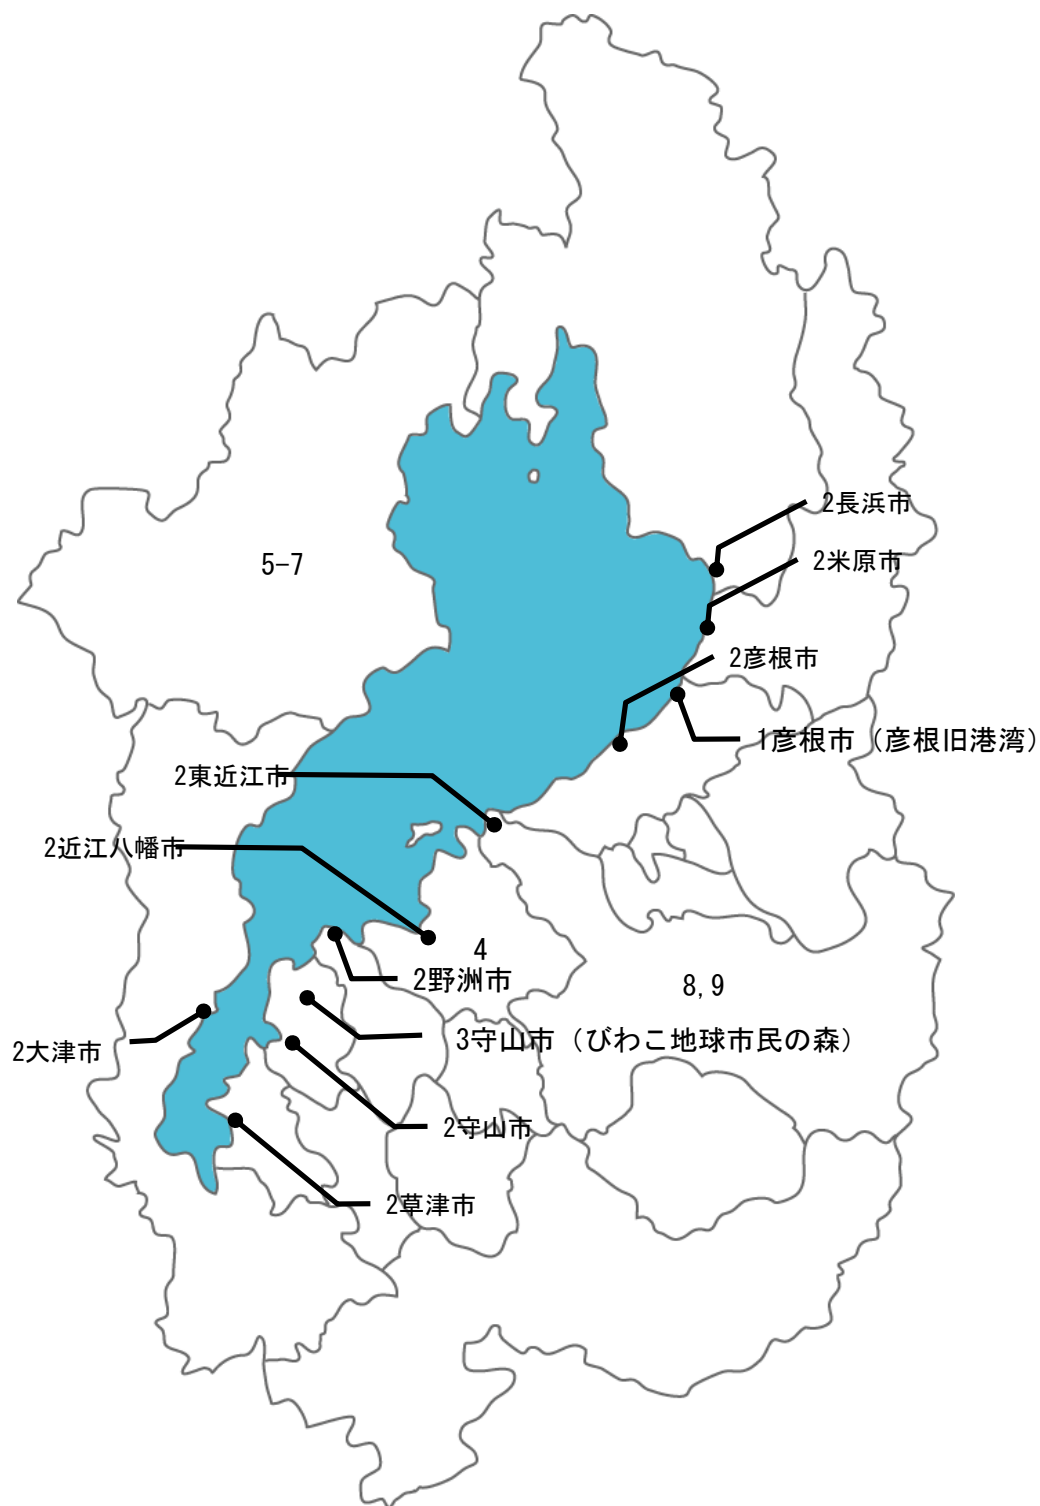 2長浜市
5−7
2米原市
2彦根市
1彦根市（彦根旧港湾）
2東近江市
2近江八幡市
4
2野洲市
8,9
3守山市（びわこ地球市民の森）
2大津市
2守山市
2草津市